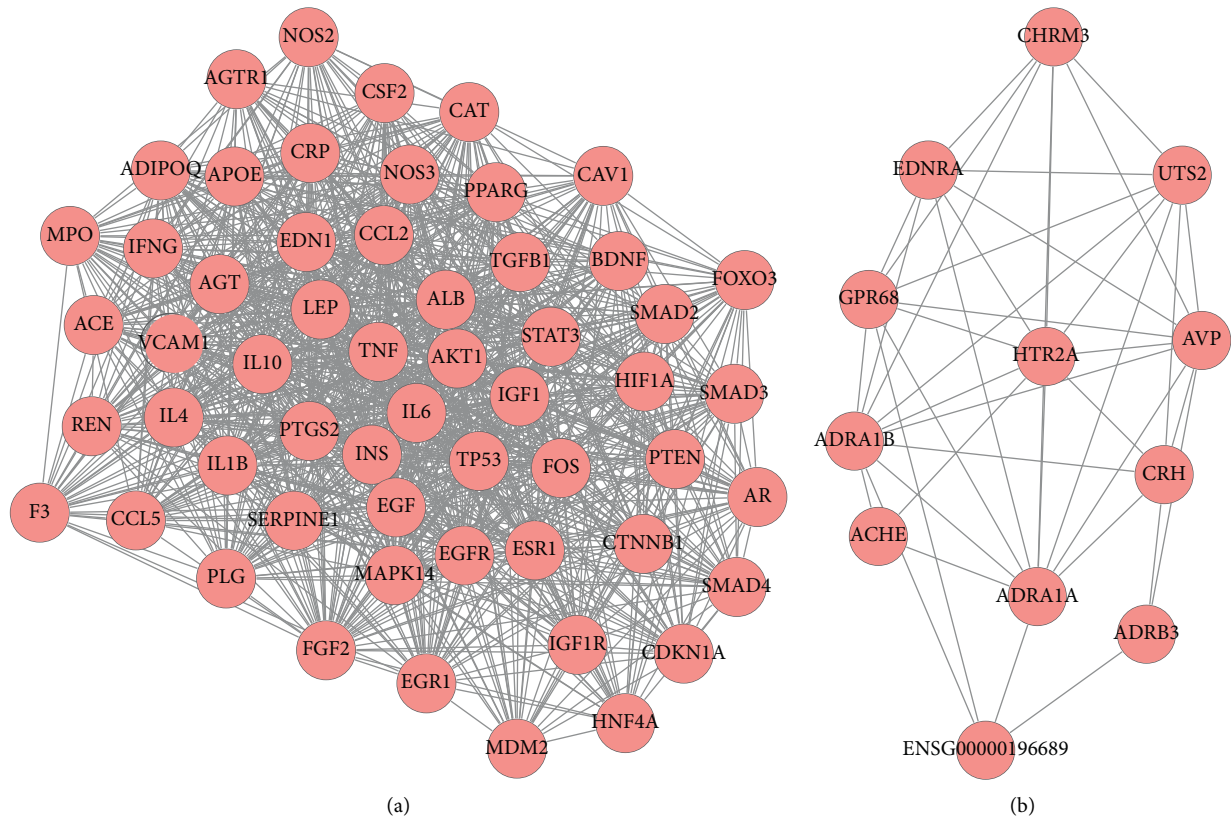 NOS2
AGTR1
CSF2
CAT
CRP
ADIPOQ
APOE
NOS3
PPARG
CAV1
MPO
IFNG
EDN1
CCL2
TGFB1
BDNF
FOXO3
AGT
LEP
ALB
SMAD2
ACE
VCAM1
IL10
TNF
AKT1
STAT3
HIF1A
SMAD3
REN
IL4
PTGS2
IL6
IGF1
IL1B
INS
TP53
FOS
PTEN
AR
F3
CCL5
SERPINE1
EGF
EGFR
ESR1
CTNNB1
PLG
MAPK14
SMAD4
FGF2
IGF1R
CDKN1A
EGR1
HNF4A
MDM2
(a)
CHRM3
EDNRA
UTS2
GPR68
HTR2A
AVP
ADRA1B
CRH
ACHE
ADRA1A
ADRB3
ENSG00000196689
(b)